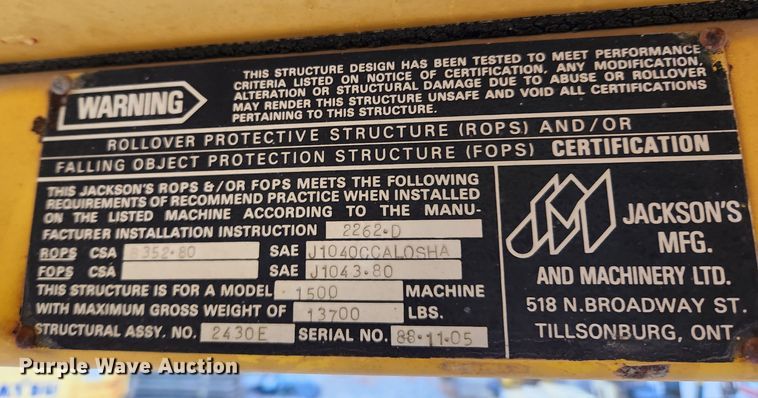 WARNING
THIS STRUCTURE DESIGN HAS BEEN TESTED TO MEET PERFORMANCE
CRITERIA LISTED ON NOTICE OF CERTIFICATION. ANY MODIFICATION,
ALTERATION OR STRUCTURAL DAMAGE DUE TO ABUSE OR ROLLOVER
MAY RENDER THIS STRUCTURE UNSAFE AND VOID ALL CERTIFICATIONS
PERTAINING TO THIS STRUCTURE.
ROLLOVER PROTECTIVE STRUCTURE (ROPS) AND/OR
FALLING OBJECT PROTECTION STRUCTURE (FOPS) CERTIFICATION
THIS JACKSON'S ROPS &/OR FOPS MEETS THE FOLLOWING
REQUIREMENTS OF RECOMMEND PRACTICE WHEN INSTALLED
ON THE LISTED MACHINE ACCORDING TO THE MANU-
FACTURER INSTALLATION INSTRUCTION 2262·D
ROPS CSA B352·80 SAE J1040CCALOSHA
FOPS CSA SAE J1043·80
THIS STRUCTURE IS FOR A MODEL 1500 MACHINE
WITH MAXIMUM GROSS WEIGHT OF 13700 LBS.
STRUCTURAL ASSY. NO. 2430E SERIAL NO. 88·11·05
JACKSON'S
MFG.
AND MACHINERY LTD.
518 N. BROADWAY ST.
TILLSONBURG, ONT.
Purple Wave Auction